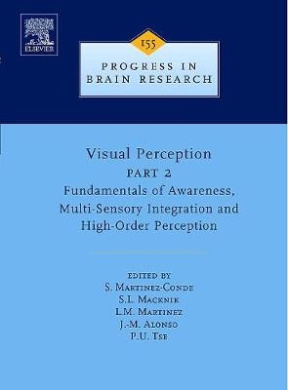 ELSEVIER
155
PROGRESS IN
BRAIN RESEARCH
Visual Perception
PART 2
Fundamentals of Awareness,
Multi-Sensory Integration and
High-Order Perception
EDITED BY
S. MARTINEZ-CONDE
S.L. MACKNIK
L.M. MARTINEZ
J.-M. ALONSO
P.U. TSE